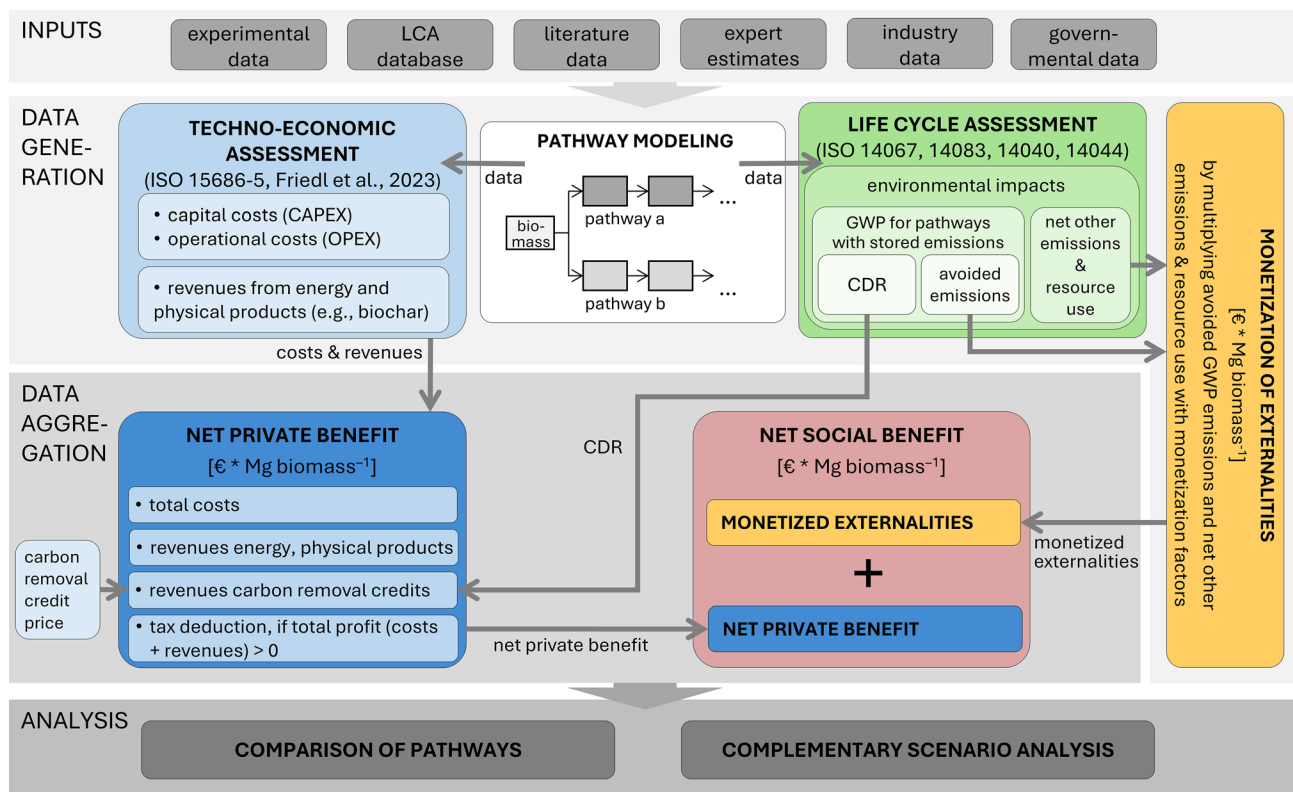 INPUTS
experimental
data
LCA
database
literature
data
expert
estimates
industry
data
govern-
mental data
DATA
GENE-
RATION
TECHNO-ECONOMIC
ASSESSMENT
(ISO 15686-5, Friedl et al., 2023)
• capital costs (CAPEX)
• operational costs (OPEX)
• revenues from energy and
physical products (e.g., biochar)
costs & revenues
PATHWAY MODELING
data
data
bio-
mass
pathway a
...
pathway b
...
LIFE CYCLE ASSESSMENT
(ISO 14067, 14083, 14040, 14044)
environmental impacts
GWP for pathways
with stored emissions
CDR
avoided
emissions
net other
emissions
&
resource
use
MONETIZATION OF EXTERNALITIES
[€ * Mg biomass-1]
by multiplying avoided GWP emissions and net other
emissions & resource use with monetization factors
DATA
AGGRE-
GATION
NET PRIVATE BENEFIT
[€ * Mg biomass⁻¹]
• total costs
• revenues energy, physical products
• revenues carbon removal credits
• tax deduction, if total profit (costs
+ revenues) > 0
carbon
removal
credit
price
CDR
net private benefit
NET SOCIAL BENEFIT
[€ * Mg biomass⁻¹]
MONETIZED EXTERNALITIES
+
NET PRIVATE BENEFIT
monetized
externalities
ANALYSIS
COMPARISON OF PATHWAYS
COMPLEMENTARY SCENARIO ANALYSIS